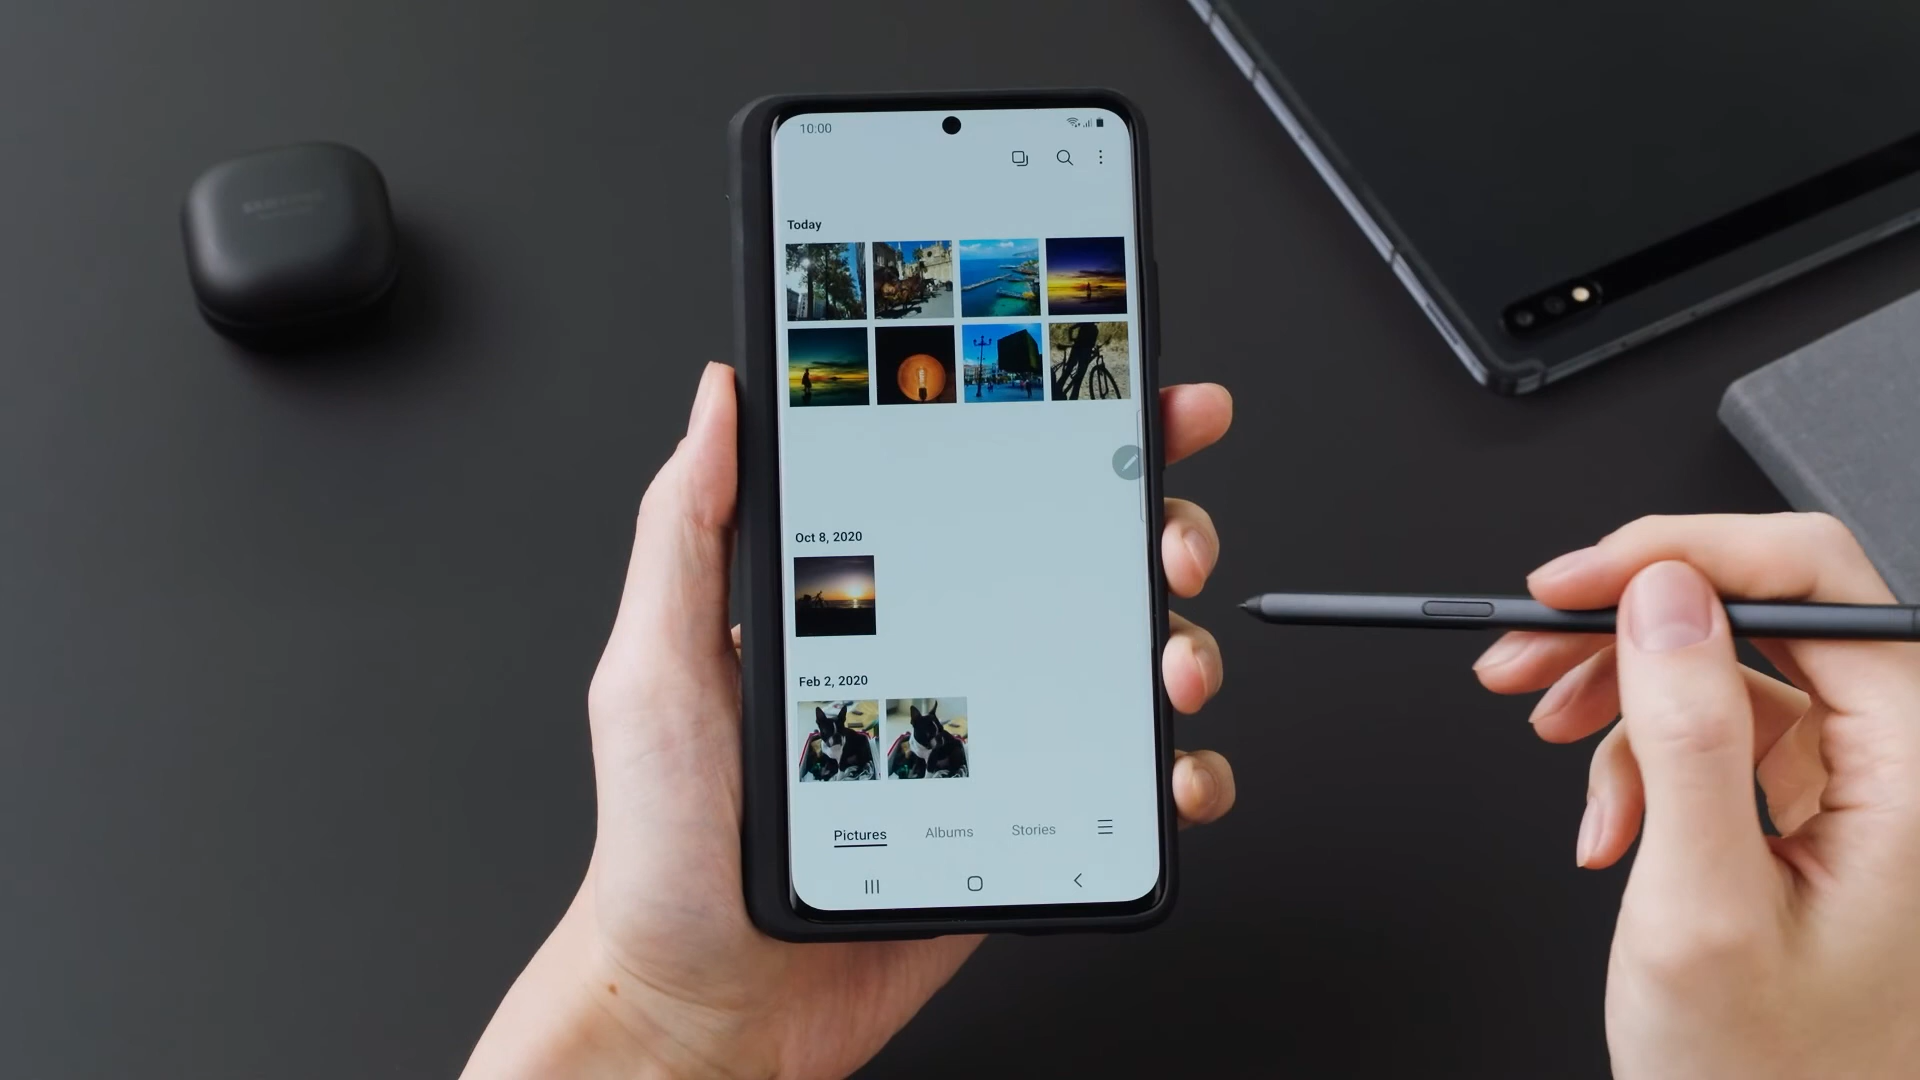 10:00
Today
Oct 8, 2020
Feb 2, 2020
Pictures Albums Stories